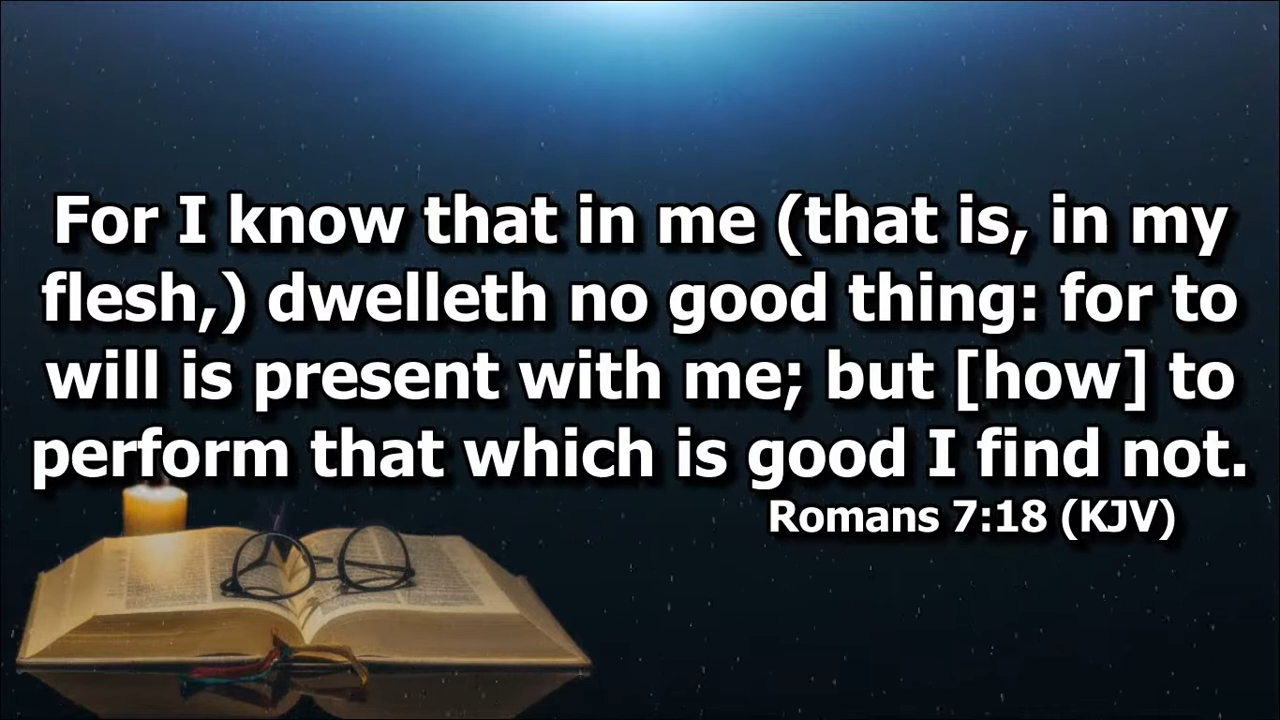 For I know that in me (that is, in my
flesh,) dwelleth no good thing: for to
will is present with me; but [how] to
perform that which is good I find not.
Romans 7:18 (KJV)